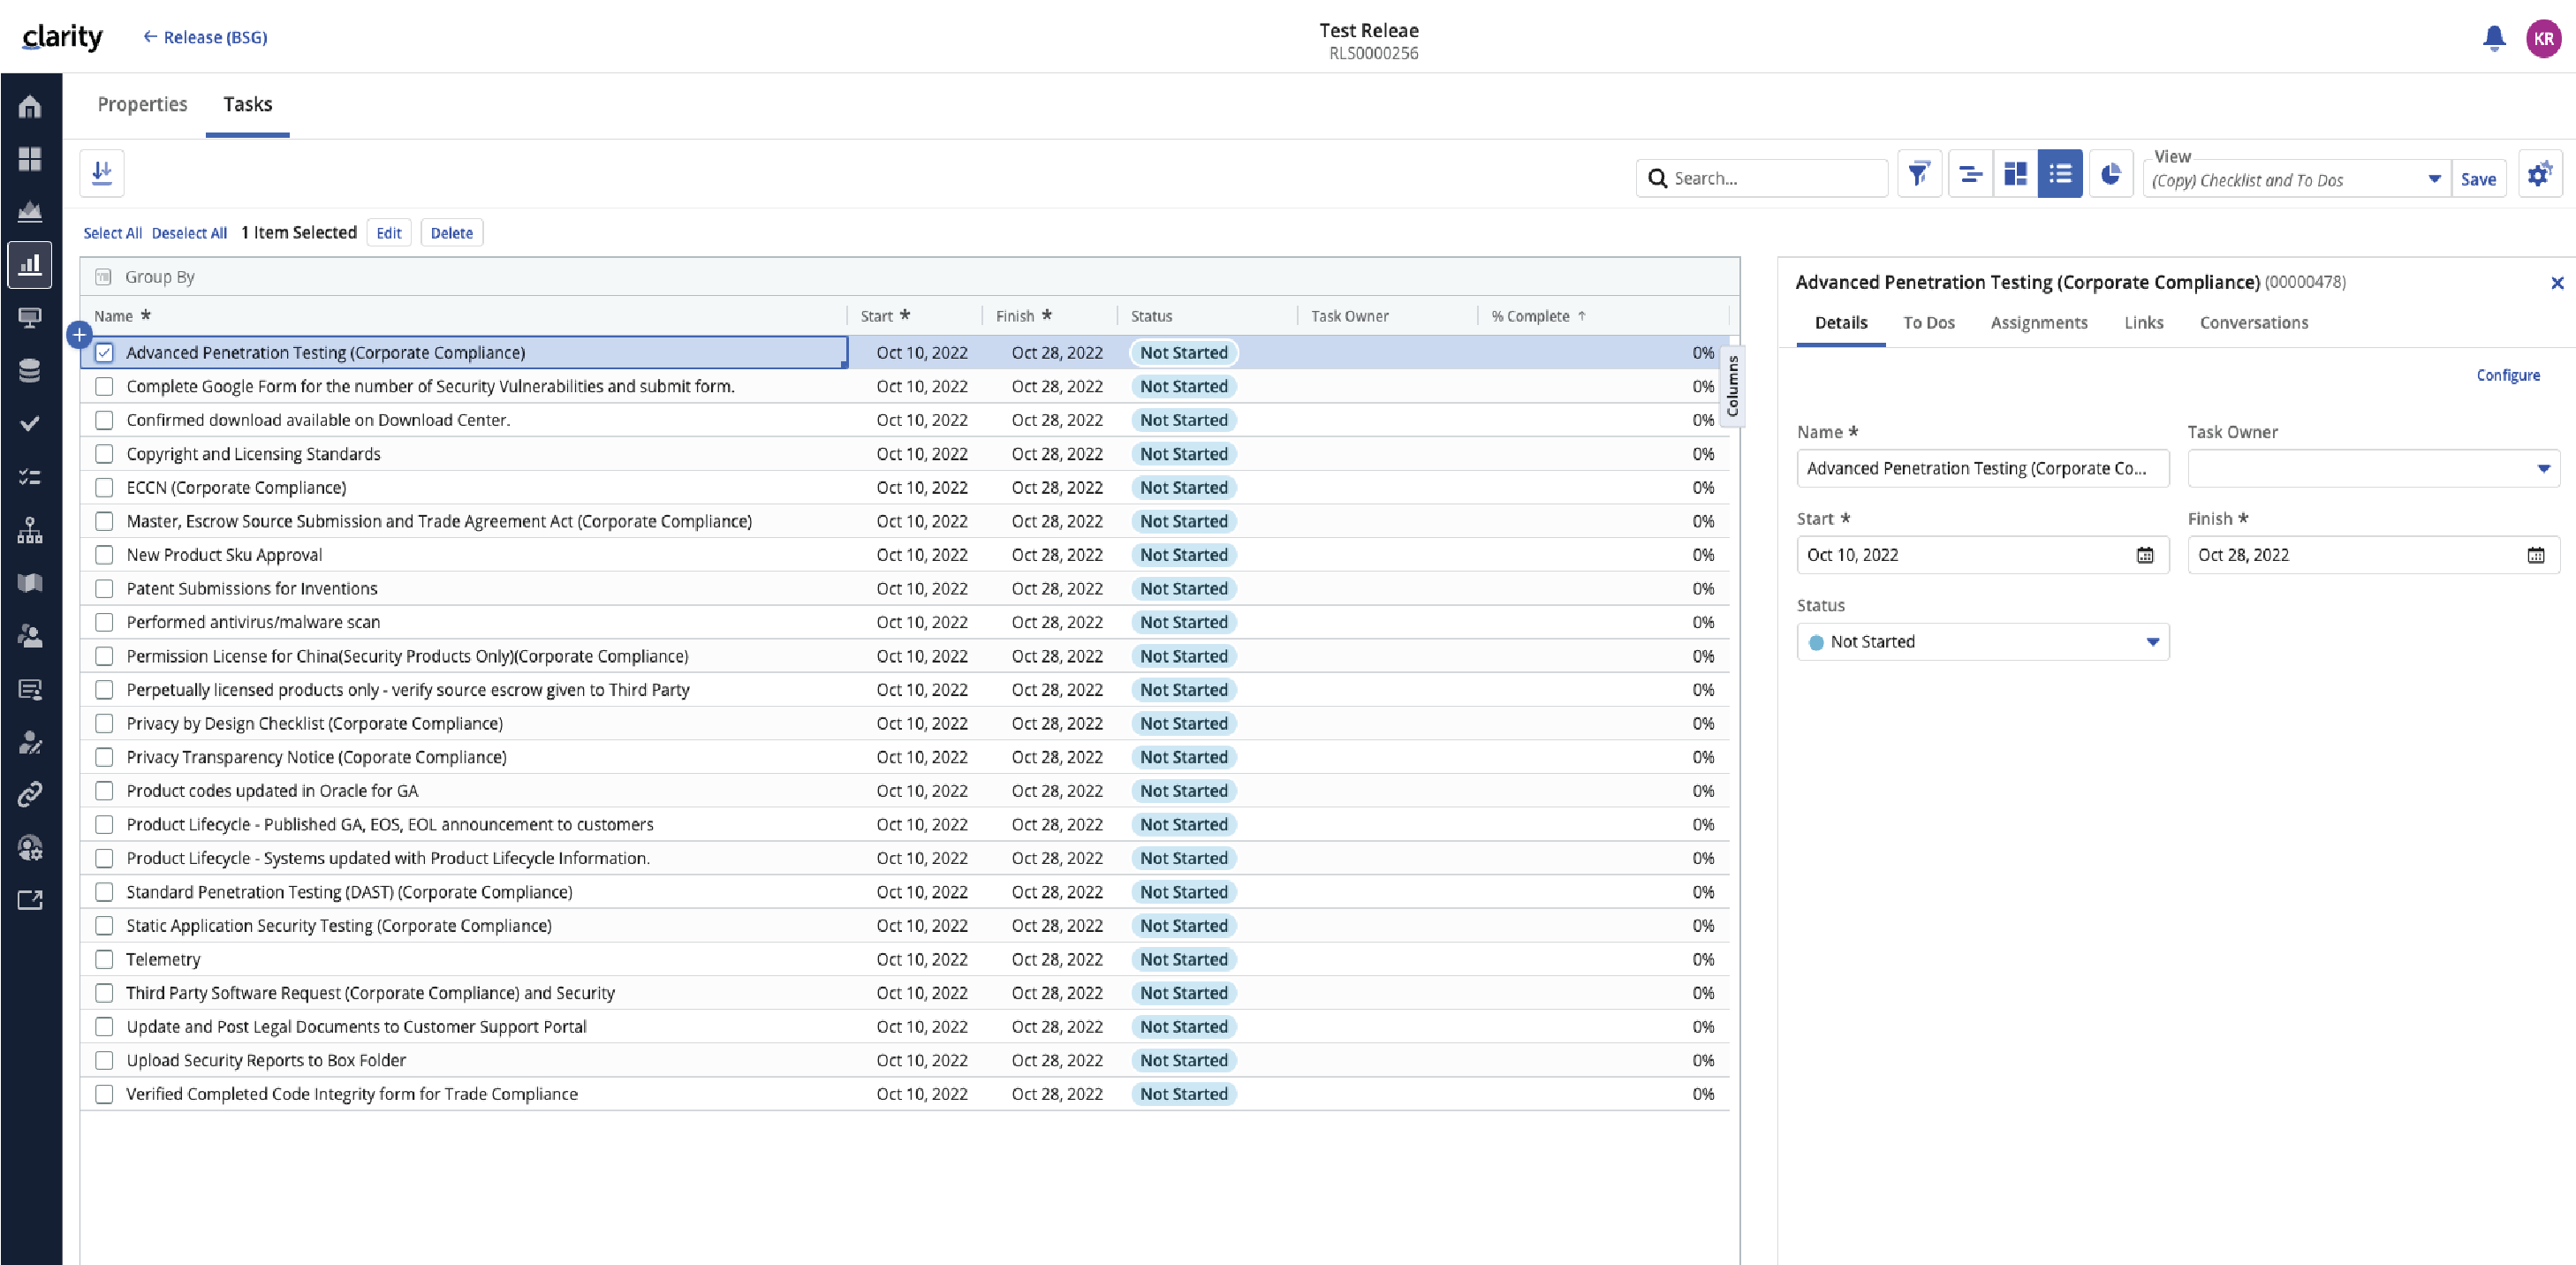 clarity
← Release (BSG)
Test Releae
RLS0000256
KR
Properties
Tasks
Search...
View
(Copy) Checklist and To Dos
Save
Select All Deselect All 1 Item Selected Edit Delete
Group By
Name * Start * Finish * Status Task Owner % Complete ↑
Advanced Penetration Testing (Corporate Compliance) Oct 10, 2022 Oct 28, 2022 Not Started 0%
Complete Google Form for the number of Security Vulnerabilities and submit form. Oct 10, 2022 Oct 28, 2022 Not Started 0%
Confirmed download available on Download Center. Oct 10, 2022 Oct 28, 2022 Not Started 0%
Copyright and Licensing Standards Oct 10, 2022 Oct 28, 2022 Not Started 0%
ECCN (Corporate Compliance) Oct 10, 2022 Oct 28, 2022 Not Started 0%
Master, Escrow Source Submission and Trade Agreement Act (Corporate Compliance) Oct 10, 2022 Oct 28, 2022 Not Started 0%
New Product Sku Approval Oct 10, 2022 Oct 28, 2022 Not Started 0%
Patent Submissions for Inventions Oct 10, 2022 Oct 28, 2022 Not Started 0%
Performed antivirus/malware scan Oct 10, 2022 Oct 28, 2022 Not Started 0%
Permission License for China(Security Products Only)(Corporate Compliance) Oct 10, 2022 Oct 28, 2022 Not Started 0%
Perpetually licensed products only - verify source escrow given to Third Party Oct 10, 2022 Oct 28, 2022 Not Started 0%
Privacy by Design Checklist (Corporate Compliance) Oct 10, 2022 Oct 28, 2022 Not Started 0%
Privacy Transparency Notice (Coporate Compliance) Oct 10, 2022 Oct 28, 2022 Not Started 0%
Product codes updated in Oracle for GA Oct 10, 2022 Oct 28, 2022 Not Started 0%
Product Lifecycle - Published GA, EOS, EOL announcement to customers Oct 10, 2022 Oct 28, 2022 Not Started 0%
Product Lifecycle - Systems updated with Product Lifecycle Information. Oct 10, 2022 Oct 28, 2022 Not Started 0%
Standard Penetration Testing (DAST) (Corporate Compliance) Oct 10, 2022 Oct 28, 2022 Not Started 0%
Static Application Security Testing (Corporate Compliance) Oct 10, 2022 Oct 28, 2022 Not Started 0%
Telemetry Oct 10, 2022 Oct 28, 2022 Not Started 0%
Third Party Software Request (Corporate Compliance) and Security Oct 10, 2022 Oct 28, 2022 Not Started 0%
Update and Post Legal Documents to Customer Support Portal Oct 10, 2022 Oct 28, 2022 Not Started 0%
Upload Security Reports to Box Folder Oct 10, 2022 Oct 28, 2022 Not Started 0%
Verified Completed Code Integrity form for Trade Compliance Oct 10, 2022 Oct 28, 2022 Not Started 0%
Columns
Advanced Penetration Testing (Corporate Compliance) (00000478)
Details To Dos Assignments Links Conversations
Configure
Name * Task Owner
Advanced Penetration Testing (Corporate Co...
Start * Finish *
Oct 10, 2022 Oct 28, 2022
Status
Not Started